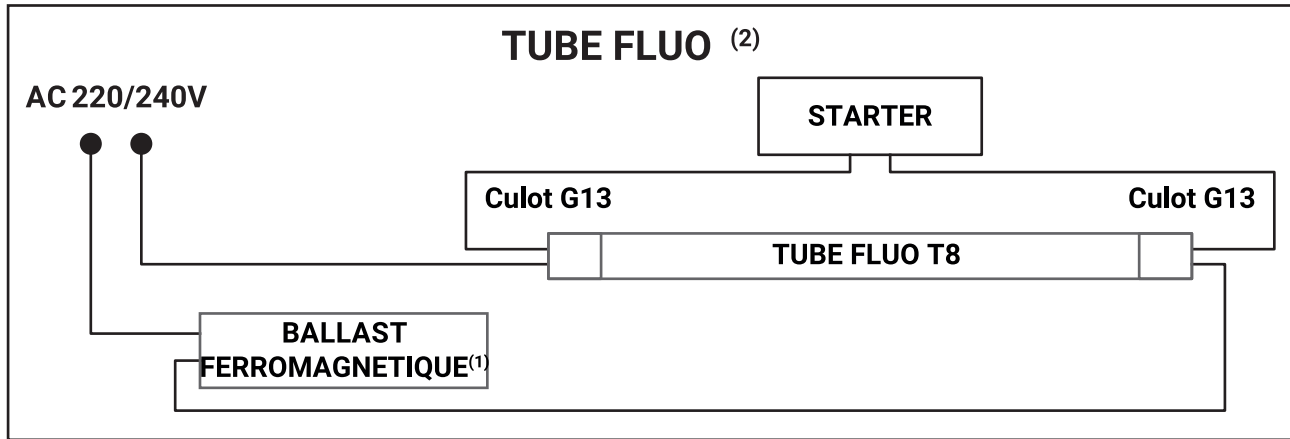 TUBE FLUO (2)
AC 220/240V
STARTER
Culot G13
Culot G13
TUBE FLUO T8
BALLAST
FERROMAGNETIQUE(1)